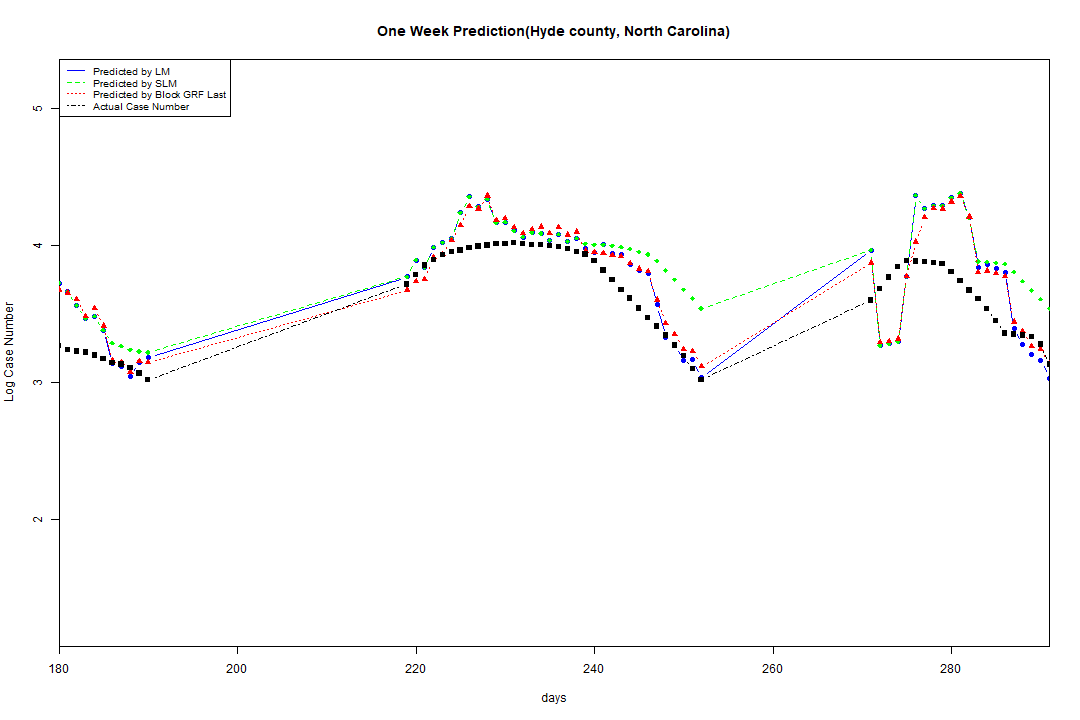 One Week Prediction(Hyde county, North Carolina)
Predicted by LM
Predicted by SLM
Predicted by Block GRF Last
Actual Case Number
5
4
3
2
Log Case Number
180 200 220 240 260 280
days